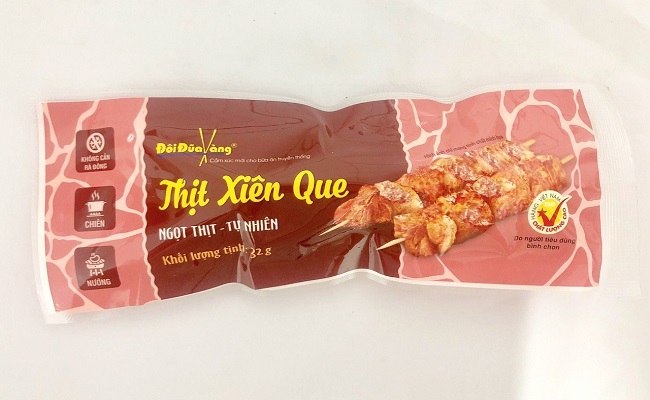 KHÔNG CẦN
RÃ ĐÔNG
CHIÊN
NƯỚNG
ĐôiĐũaVàng®
Cảm xúc mới cho bữa ăn truyền thống
Thịt Xiên Que
NGỌT THỊT - TỰ NHIÊN
Khối lượng tịnh: 32 g
HÀNG VIỆT NAM
CHẤT LƯỢNG CAO
Do người tiêu dùng
bình chọn